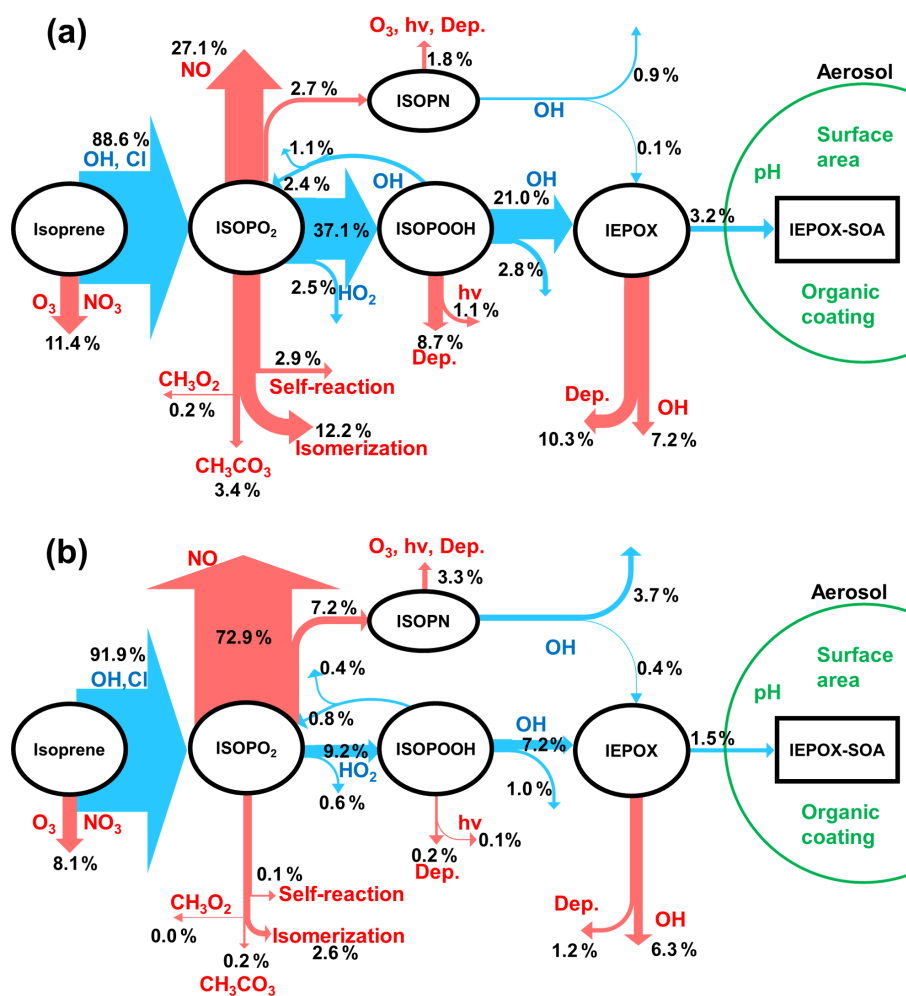 (a)
O3, hν, Dep.
27.1 %
NO
1.8 %
2.7 %
ISOPN
0.9 %
OH
Aerosol
88.6 %
OH, Cl
1.1 %
0.1 %
Surface
area
pH
2.4 %
OH
OH
21.0 %
3.2 %
Isoprene
ISOPO2
37.1 %
ISOPOOH
IEPOX
IEPOX-SOA
2.5 %
HO2
2.8 %
O3
NO3
hv
1.1 %
Organic
coating
11.4 %
8.7 %
Dep.
2.9 %
Self-reaction
CH3O2
0.2 %
Dep.
OH
12.2 %
Isomerization
10.3 %
7.2 %
CH3CO3
3.4 %
(b)
NO
O3, hv, Dep.
3.3 %
7.2 %
ISOPN
3.7 %
72.9 %
OH
Aerosol
91.9 %
OH,Cl
0.4 %
0.4 %
Surface
area
pH
0.8 %
OH
1.5 %
Isoprene
ISOPO2
9.2 %
HO2
ISOPOOH
7.2 %
IEPOX
IEPOX-SOA
0.6 %
1.0 %
O3
NO3
hv
0.1 %
Organic
coating
8.1 %
0.2 %
Dep.
0.1 %
Self-reaction
CH3O2
0.0 %
Dep.
OH
Isomerization
2.6 %
1.2 %
6.3 %
0.2 %
CH3CO3